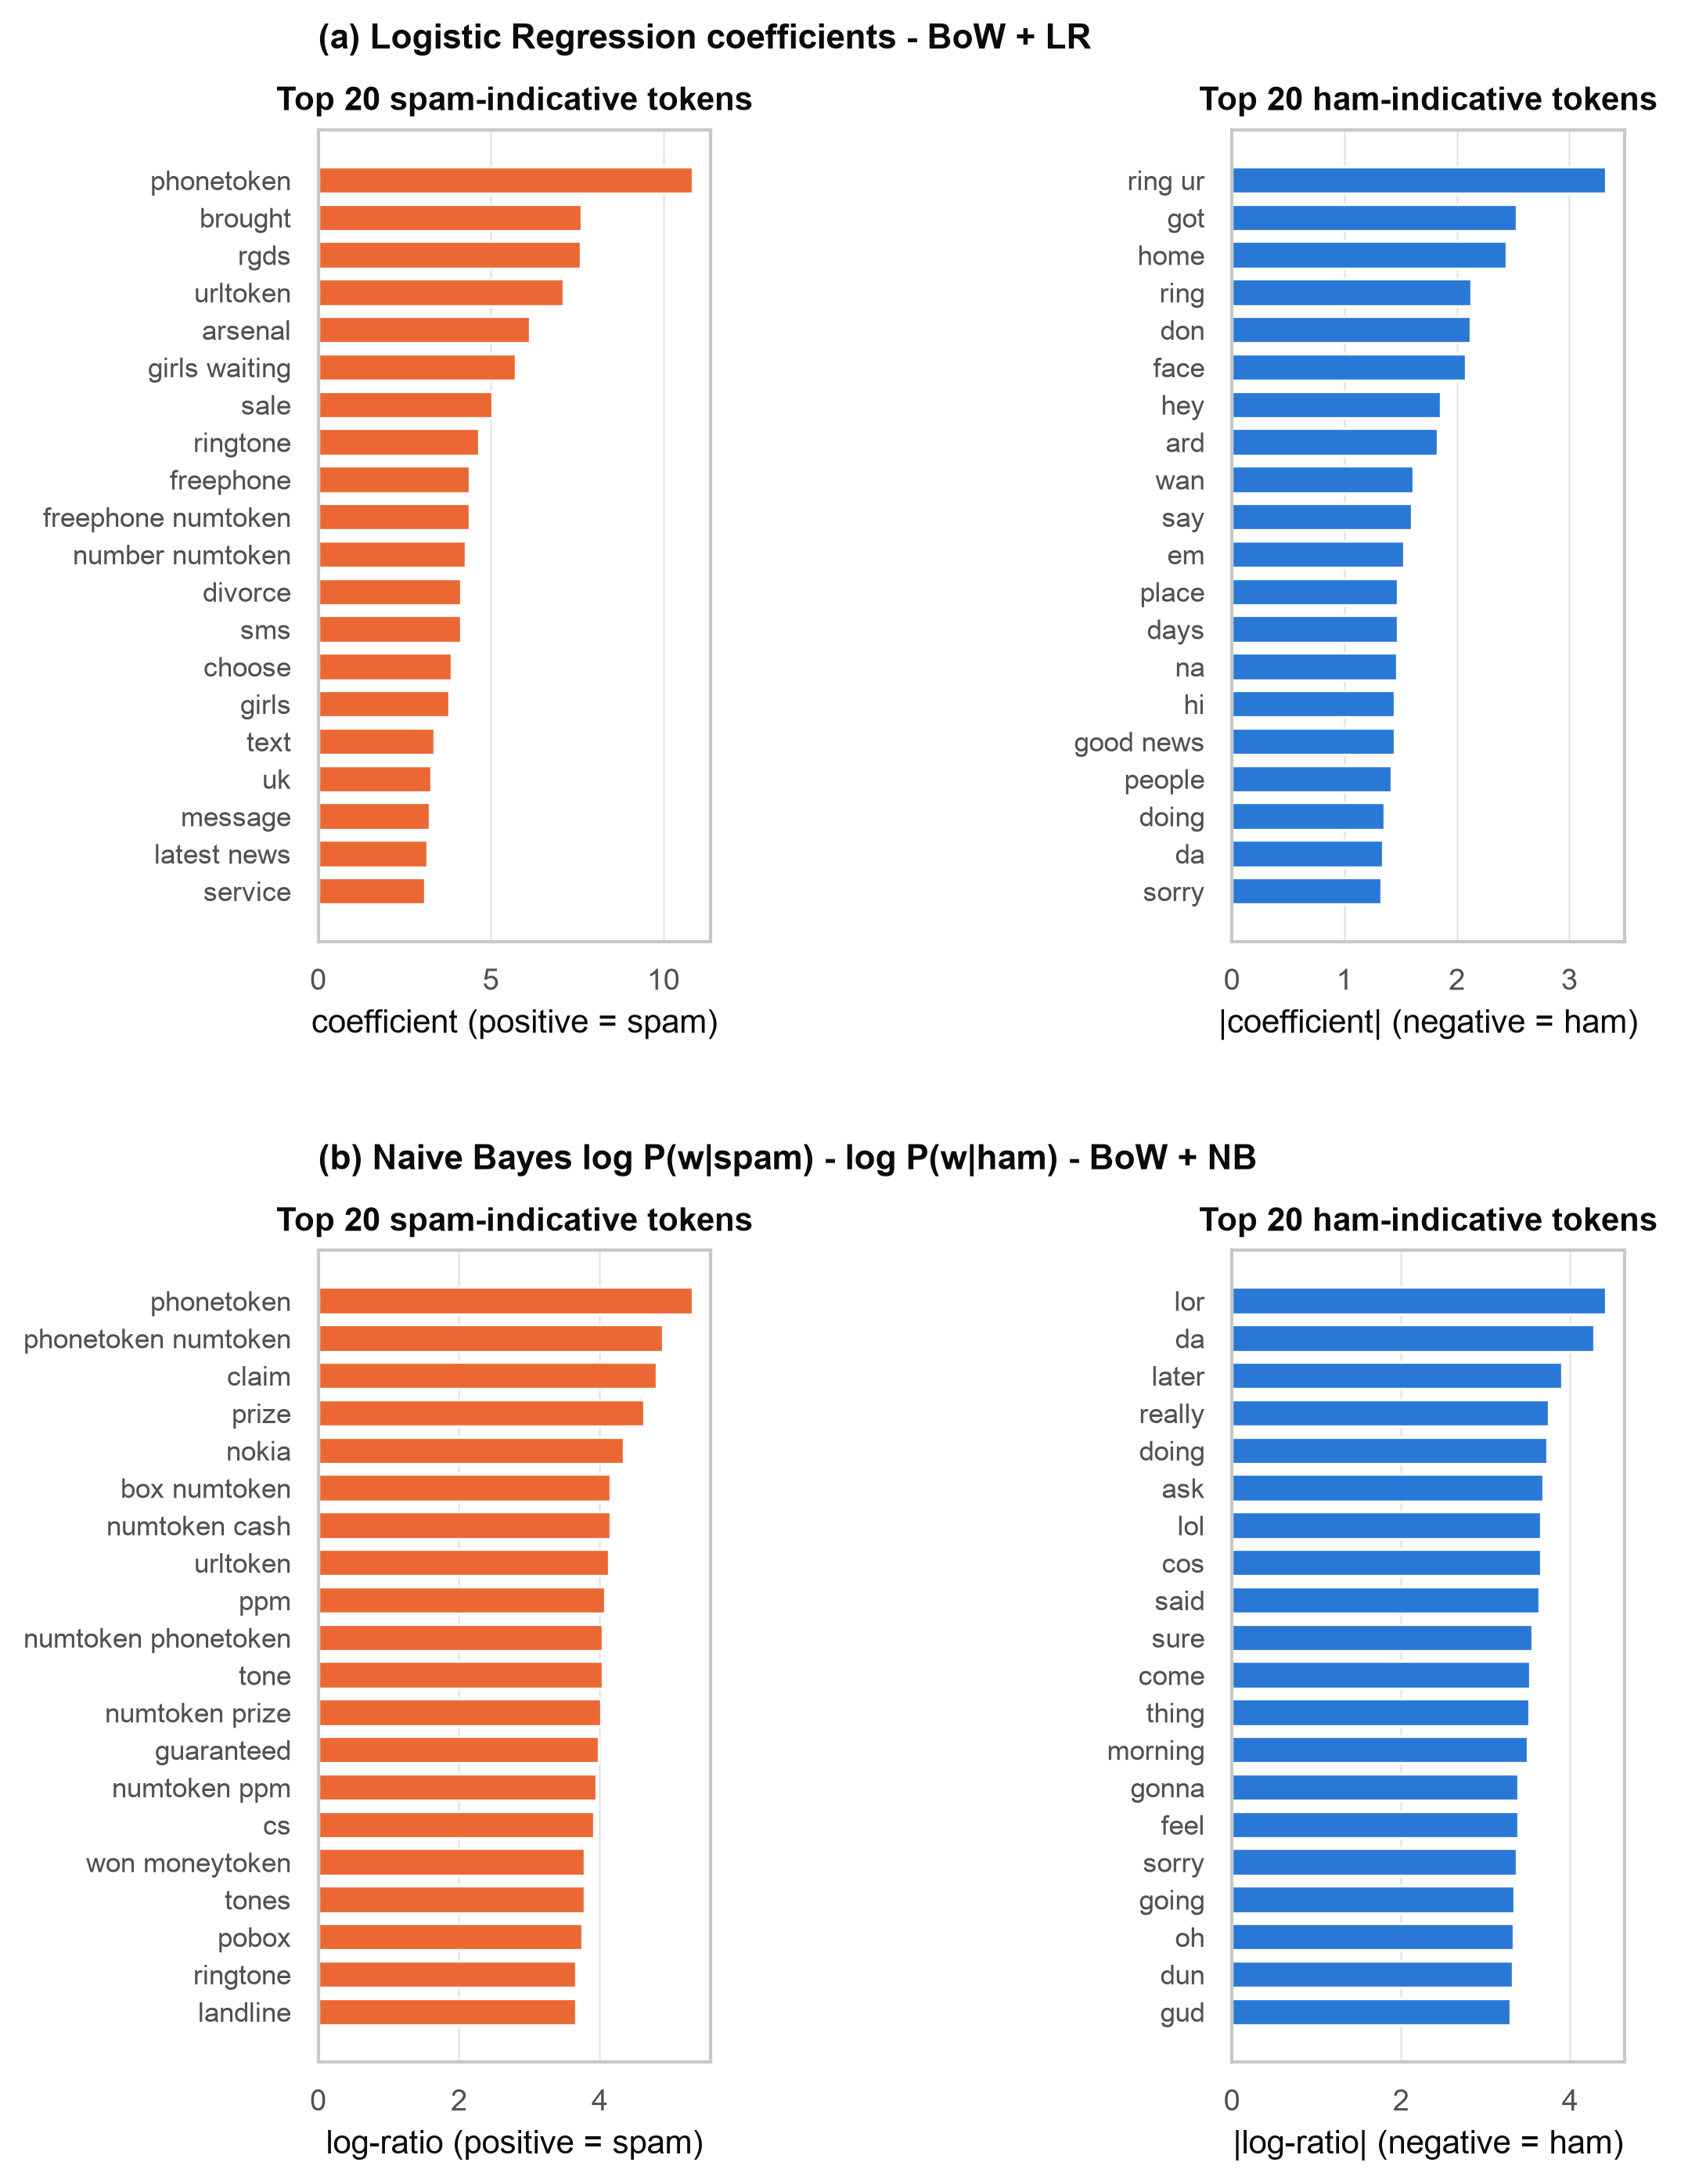 (a) Logistic Regression coefficients - BoW + LR
Top 20 spam-indicative tokens
phonetoken
brought
rgds
urltoken
arsenal
girls waiting
sale
ringtone
freephone
freephone numtoken
number numtoken
divorce
sms
choose
girls
text
uk
message
latest news
service
0 5 10
coefficient (positive = spam)
Top 20 ham-indicative tokens
ring ur
got
home
ring
don
face
hey
ard
wan
say
em
place
days
na
hi
good news
people
doing
da
sorry
0 1 2 3
|coefficient| (negative = ham)
(b) Naive Bayes log P(w|spam) - log P(w|ham) - BoW + NB
Top 20 spam-indicative tokens
phonetoken
phonetoken numtoken
claim
prize
nokia
box numtoken
numtoken cash
urltoken
ppm
numtoken phonetoken
tone
numtoken prize
guaranteed
numtoken ppm
cs
won moneytoken
tones
pobox
ringtone
landline
0 2 4
log-ratio (positive = spam)
Top 20 ham-indicative tokens
lor
da
later
really
doing
ask
lol
cos
said
sure
come
thing
morning
gonna
feel
sorry
going
oh
dun
gud
0 2 4
|log-ratio| (negative = ham)